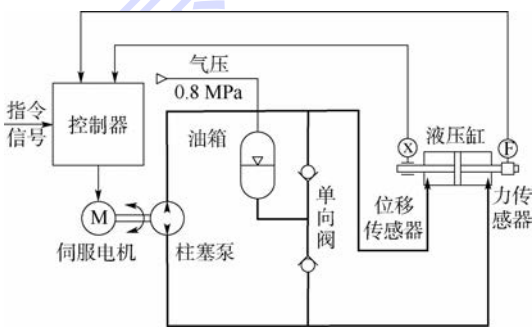 气压
0.8 MPa
指令
信号
控制器
油箱
液压缸
X
F
M
伺服电机
柱塞泵
单
向
阀
位移
传感器
力传
感器